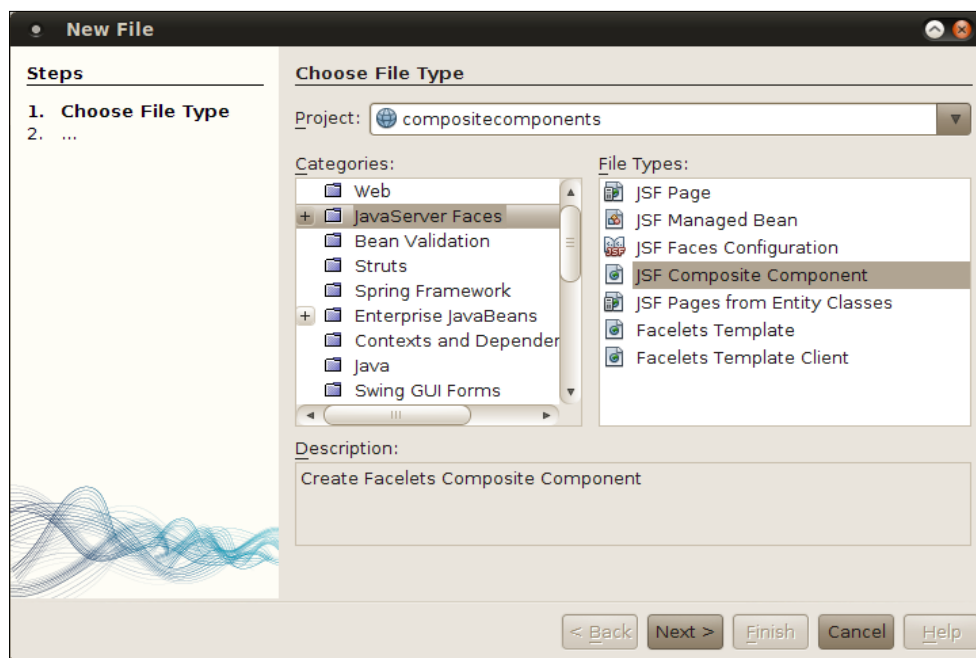 New File
Steps
1. Choose File Type
2. ...
Choose File Type
Project: compositecomponents
Categories:
Web
JavaServer Faces
Bean Validation
Struts
Spring Framework
Enterprise JavaBeans
Contexts and Depender
Java
Swing GUI Forms
File Types:
JSF Page
JSF Managed Bean
JSF Faces Configuration
JSF Composite Component
JSF Pages from Entity Classes
Facelets Template
Facelets Template Client
Description:
Create Facelets Composite Component
< Back Next > Finish Cancel Help